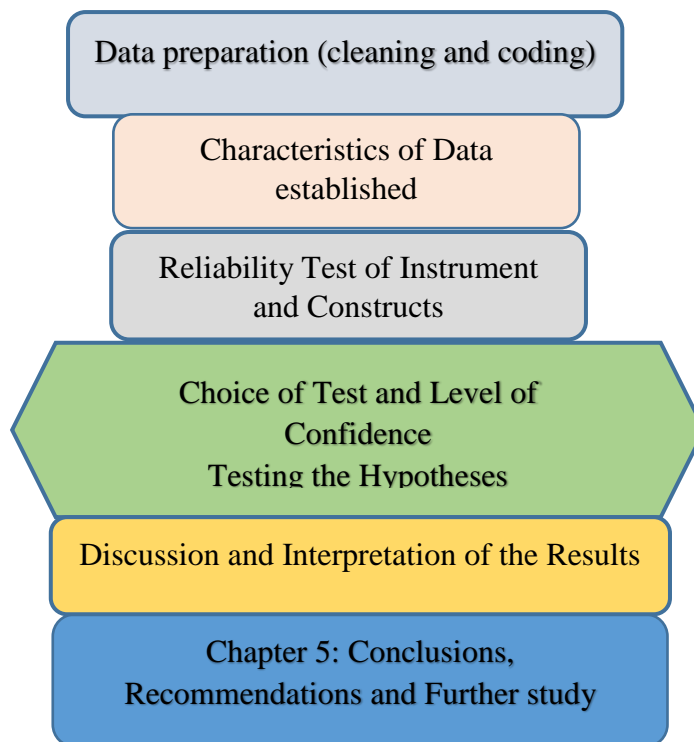 Data preparation (cleaning and coding)
Characteristics of Data
established
Reliability Test of Instrument
and Constructs
Choice of Test and Level of
Confidence
Testing the Hypotheses
Discussion and Interpretation of the Results
Chapter 5: Conclusions,
Recommendations and Further study